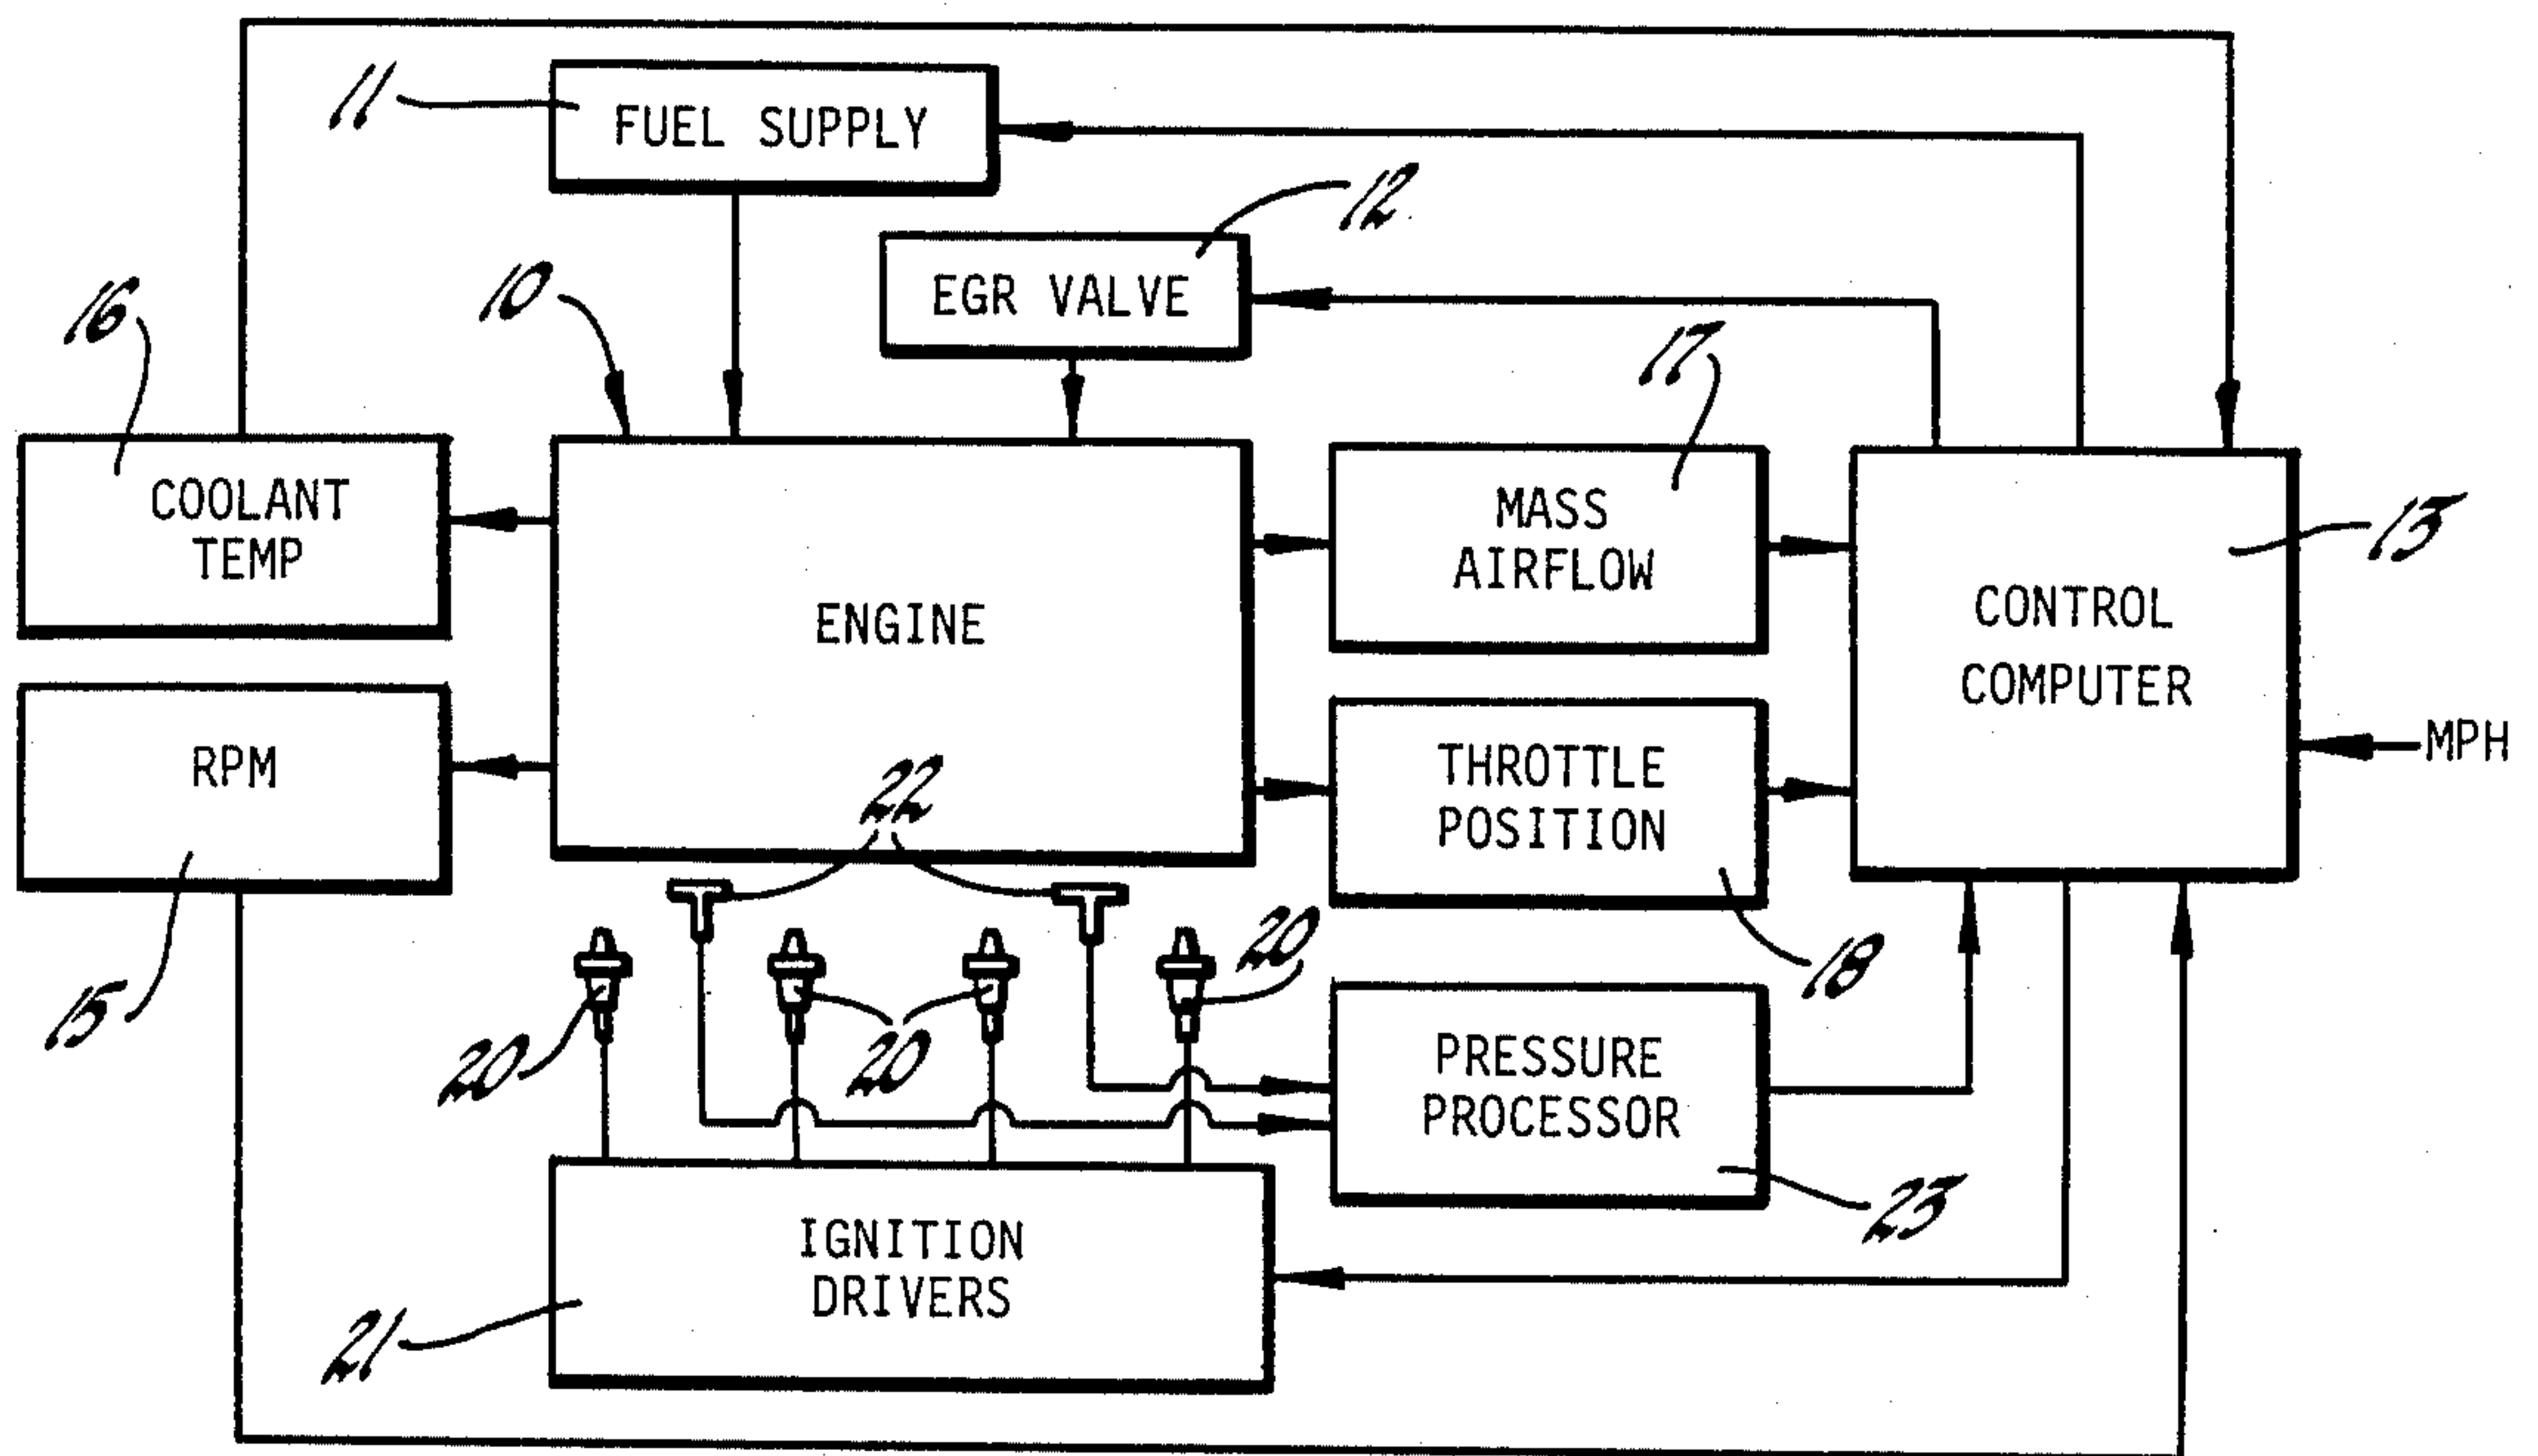 11
FUEL SUPPLY
12
EGR VALVE
10
16
17
COOLANT
TEMP
MASS
AIRFLOW
13
ENGINE
CONTROL
COMPUTER
RPM
22
THROTTLE
POSITION
MPH
15
20
20
20
18
PRESSURE
PROCESSOR
23
IGNITION
DRIVERS
21